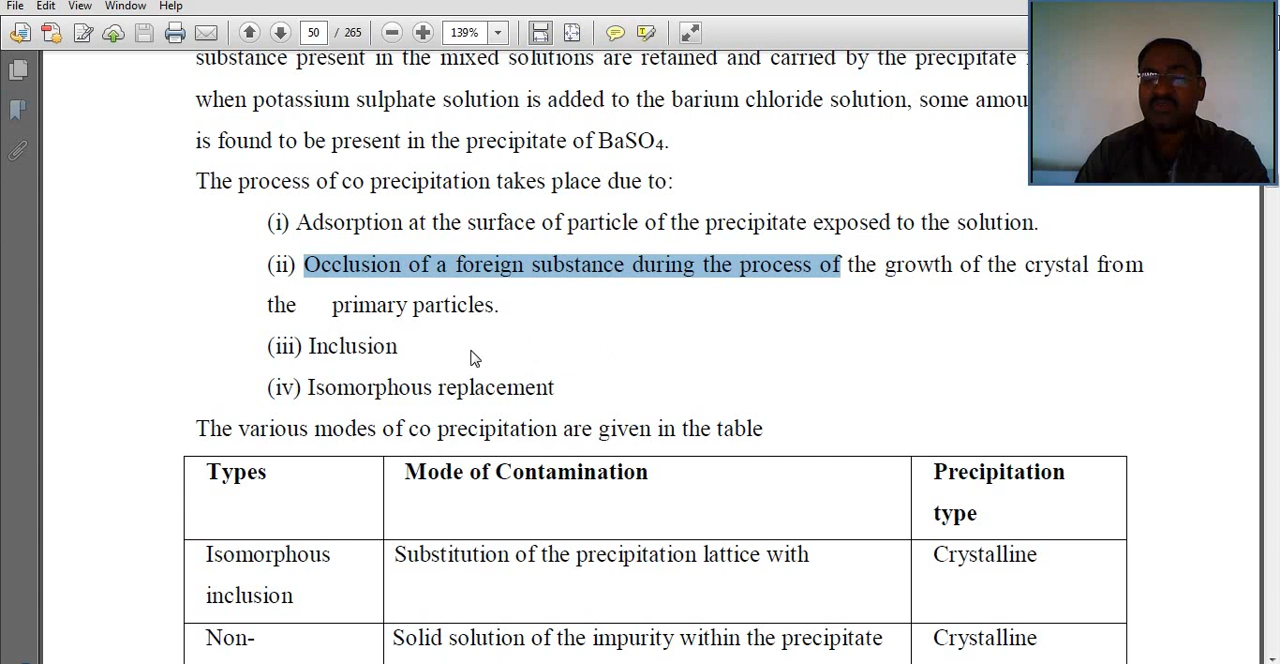 File Edit View Window Help
50 / 265 139%
substance present in the mixed solutions are retained and carried by the precipitate
when potassium sulphate solution is added to the barium chloride solution, some
is found to be present in the precipitate of BaSO₄.
The process of co precipitation takes place due to:
(i) Adsorption at the surface of particle of the precipitate exposed to the solution.
(ii) Occlusion of a foreign substance during the process of the growth of the crystal from
the primary particles.
(iii) Inclusion
(iv) Isomorphous replacement
The various modes of co precipitation are given in the table
Types Mode of Contamination Precipitation
type
Isomorphous Substitution of the precipitation lattice with Crystalline
inclusion
Non- Solid solution of the impurity within the precipitate Crystalline